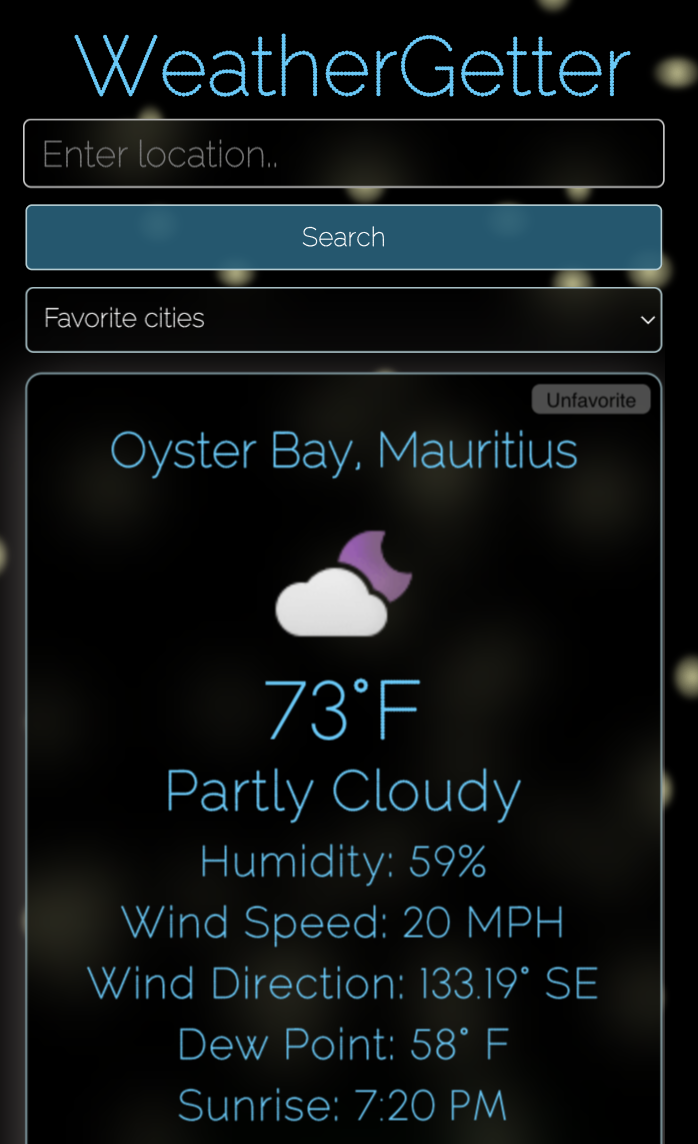 WeatherGetter
Enter location..
Search
Favorite cities
Unfavorite
Oyster Bay, Mauritius
73°F
Partly Cloudy
Humidity: 59%
Wind Speed: 20 MPH
Wind Direction: 133.19° SE
Dew Point: 58° F
Sunrise: 7:20 PM